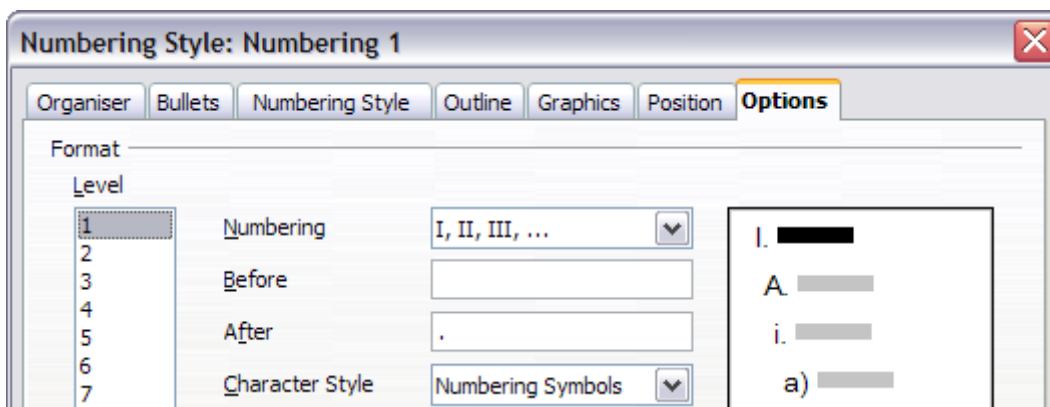 Numbering Style: Numbering 1
Organiser Bullets Numbering Style Outline Graphics Position Options
Format
Level
1
2
3
4
5
6
7
Numbering I, II, III, ...
Before
After .
Character Style Numbering Symbols
I.
A.
i.
a)